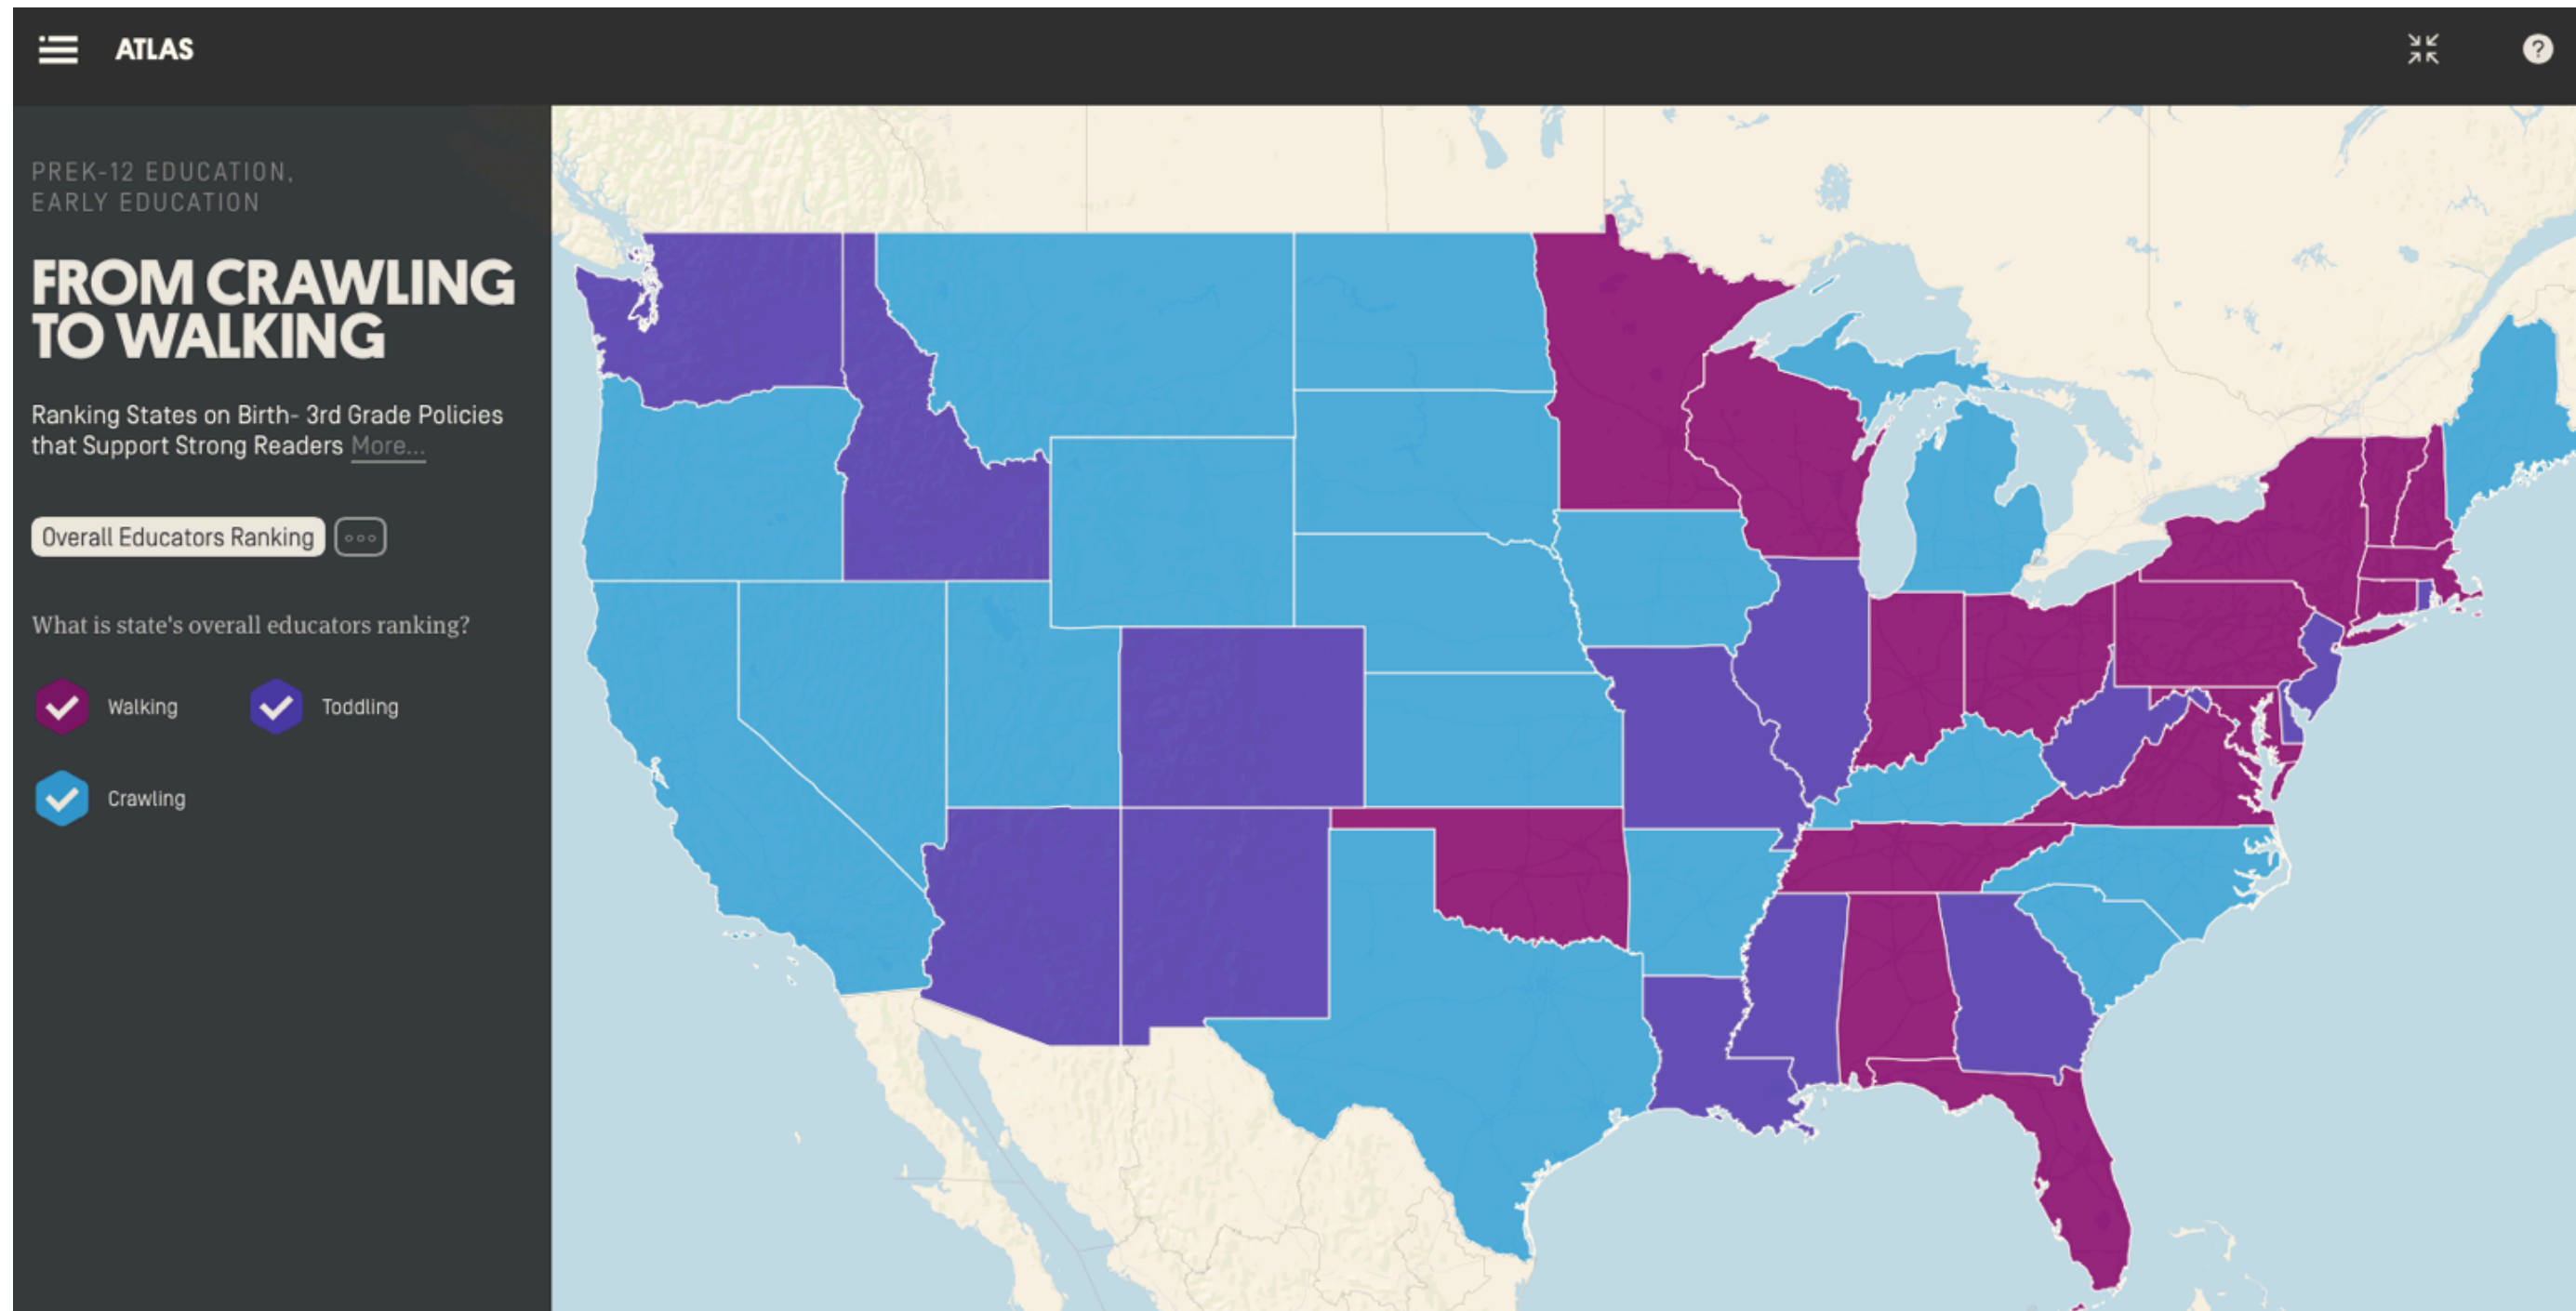 ATLAS
?
PREK-12 EDUCATION,
EARLY EDUCATION
FROM CRAWLING
TO WALKING
Ranking States on Birth- 3rd Grade Policies
that Support Strong Readers More...
Overall Educators Ranking
What is state's overall educators ranking?
Walking Toddling
Crawling